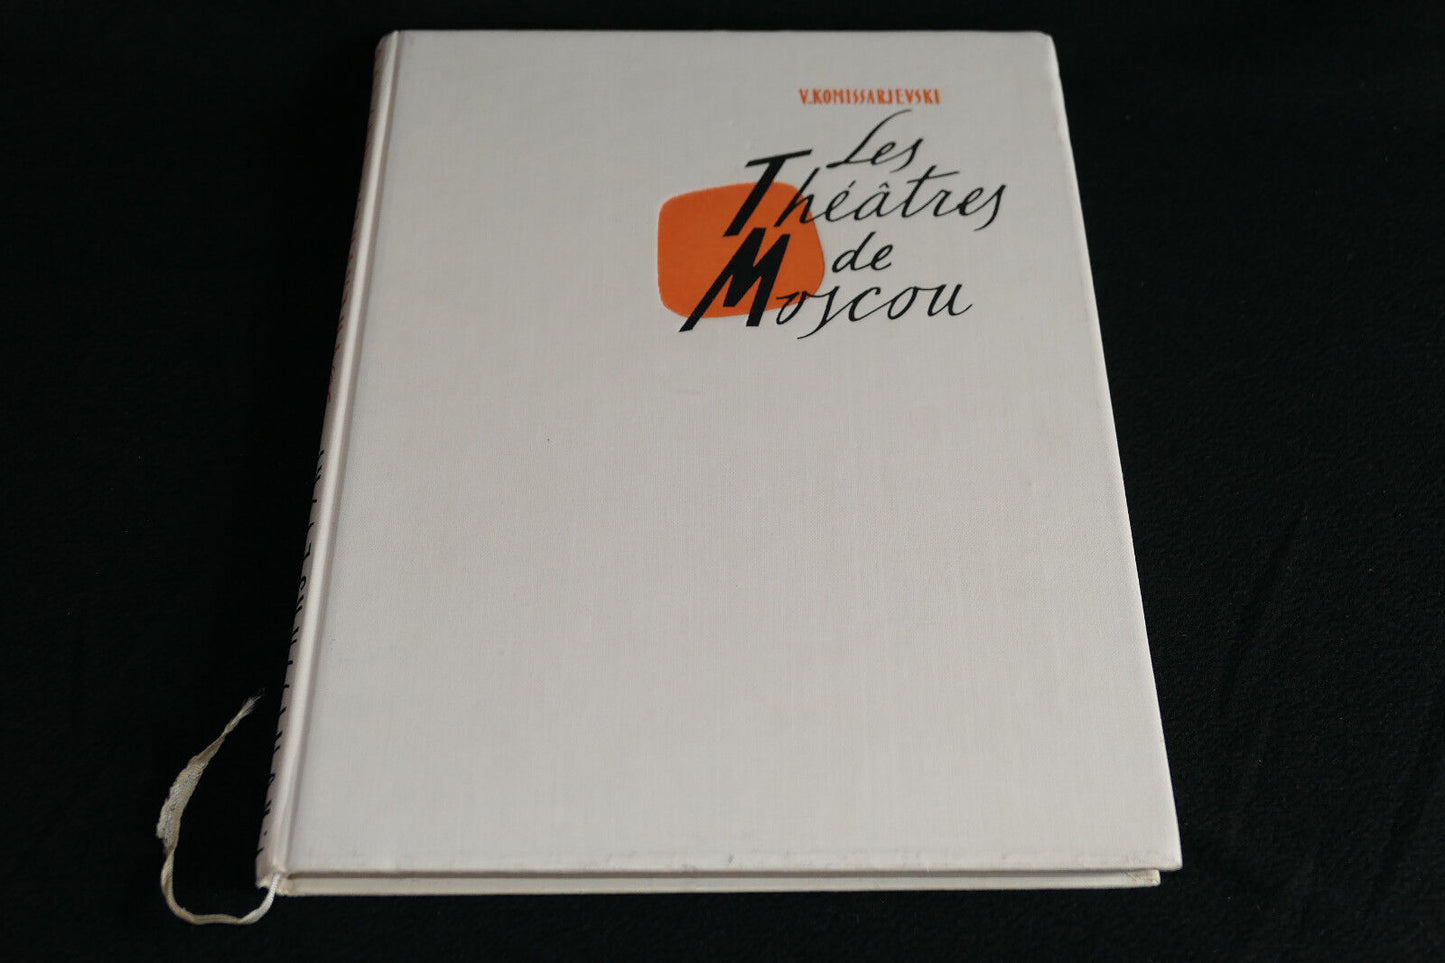 V. KOMISSARJEVSKI
Les
Théâtres
de
Moscou